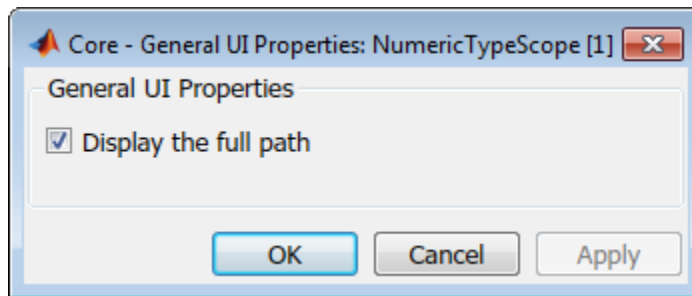 Core - General UI Properties: NumericTypeScope [1]
General UI Properties
Display the full path
OK Cancel Apply